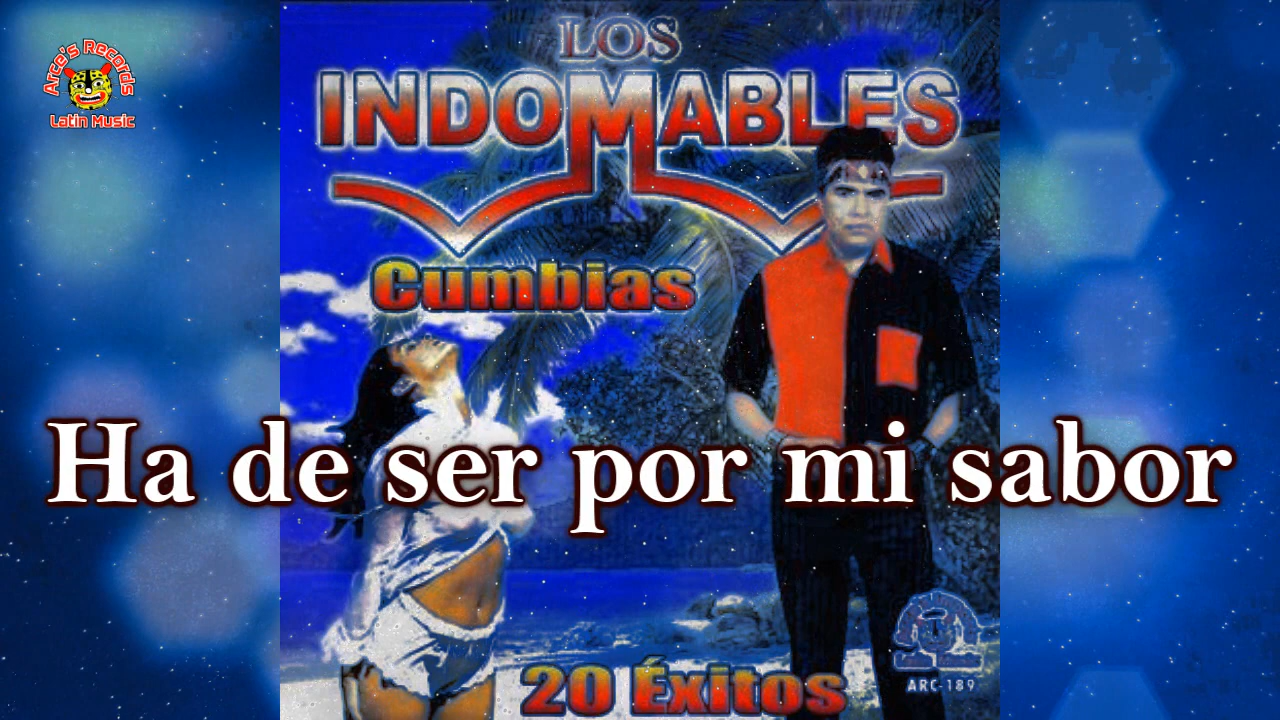 Arce's Records
Latin Music
LOS
INDOMABLES
Cumbias
Ha de ser por mi sabor
20 Éxitos
ARC-189